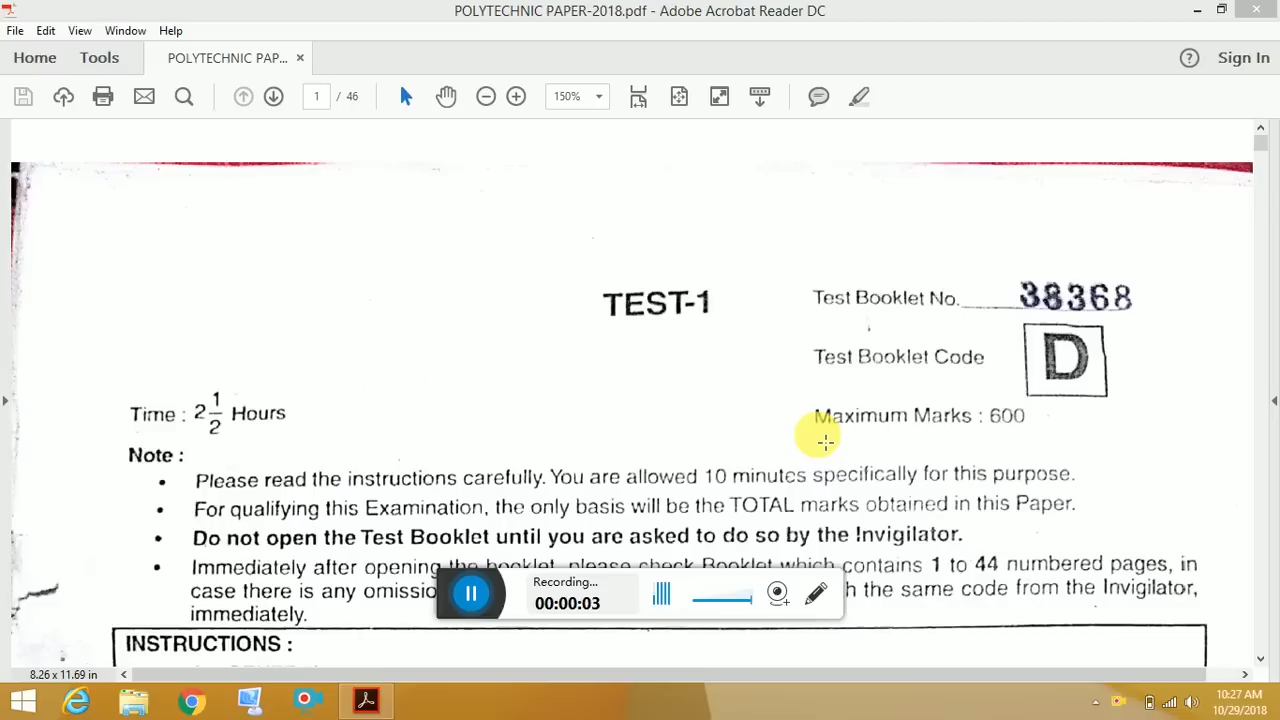 POLYTECHNIC PAPER-2018.pdf - Adobe Acrobat Reader DC
File Edit View Window Help
Home Tools POLYTECHNIC PAP... × Sign In
1 / 46 150%
TEST-1
Test Booklet No. 38368
Test Booklet Code D
Time : 2 1/2 Hours
Maximum Marks : 600
Note :
• Please read the instructions carefully. You are allowed 10 minutes specifically for this purpose.
• For qualifying this Examination, the only basis will be the TOTAL marks obtained in this Paper.
• Do not open the Test Booklet until you are asked to do so by the Invigilator.
• Immediately after opening the booklet, please check Booklet which contains 1 to 44 numbered pages, in
case there is any omissio the same code from the Invigilator,
immediately.
Recording...
00:00:03
INSTRUCTIONS :
8.26 x 11.69 in
10:27 AM
10/29/2018